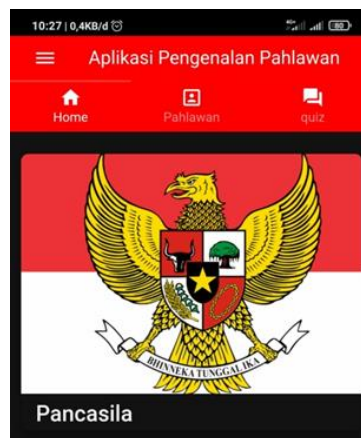 10:27 | 0,4KB/d
80
Aplikasi Pengenalan Pahlawan
Home
Pahlawan
quiz
BHINNEKA TUNGGAL IKA
Pancasila